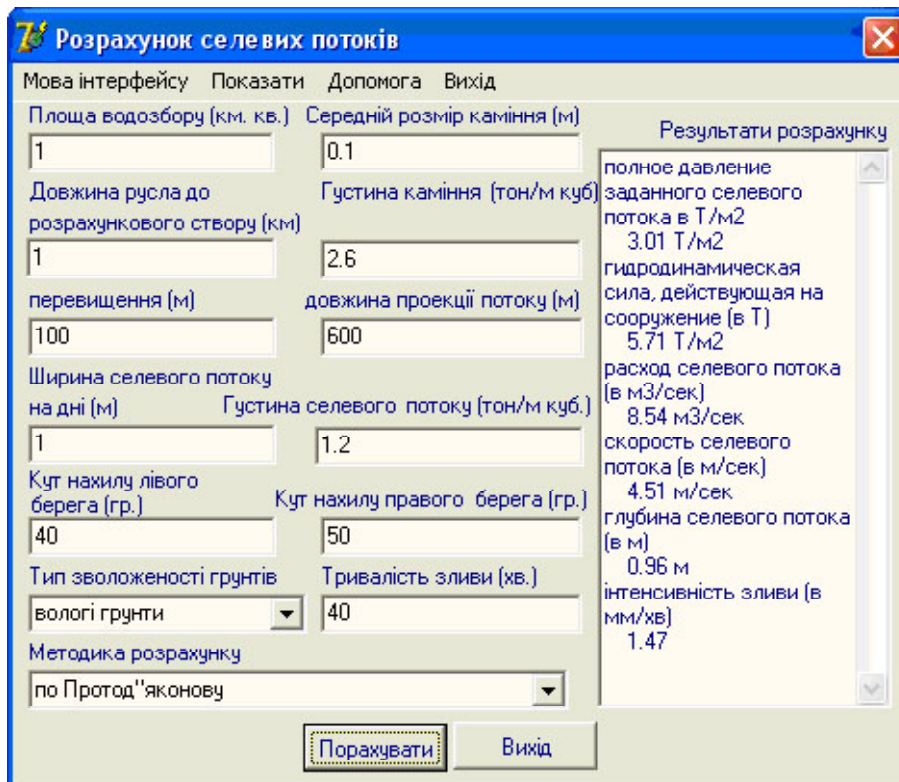 Розрахунок селевих потоків
Мова інтерфейсу Показати Допомога Вихід
Площа водозбору (км. кв.)
1
Середній розмір каміння (м)
0.1
Довжина русла до
розрахункового створу (км)
1
Густина каміння (тон/м куб)
2.6
перевищення (м)
100
довжина проекції потоку (м)
600
Ширина селевого потоку
на дні (м)
1
Густина селевого потоку (тон/м куб.)
1.2
Кут нахилу лівого
берега (гр.)
40
Кут нахилу правого берега (гр.)
50
Тип зволоженості грунтів
вологі грунти
Тривалість зливи (хв.)
40
Методика розрахунку
по Протод"яконову
Результати розрахунку
полное давление
заданного селевого
потока в Т/м2
3.01 Т/м2
гидродинамическая
сила, действующая на
сооружение (в Т)
5.71 Т/м2
расход селевого потока
(в м3/сек)
8.54 м3/сек
скорость селевого
потока (в м/сек)
4.51 м/сек
глубина селевого потока
(в м)
0.96 м
інтенсивність зливи (в
мм/хв)
1.47
Порахувати
Вихід